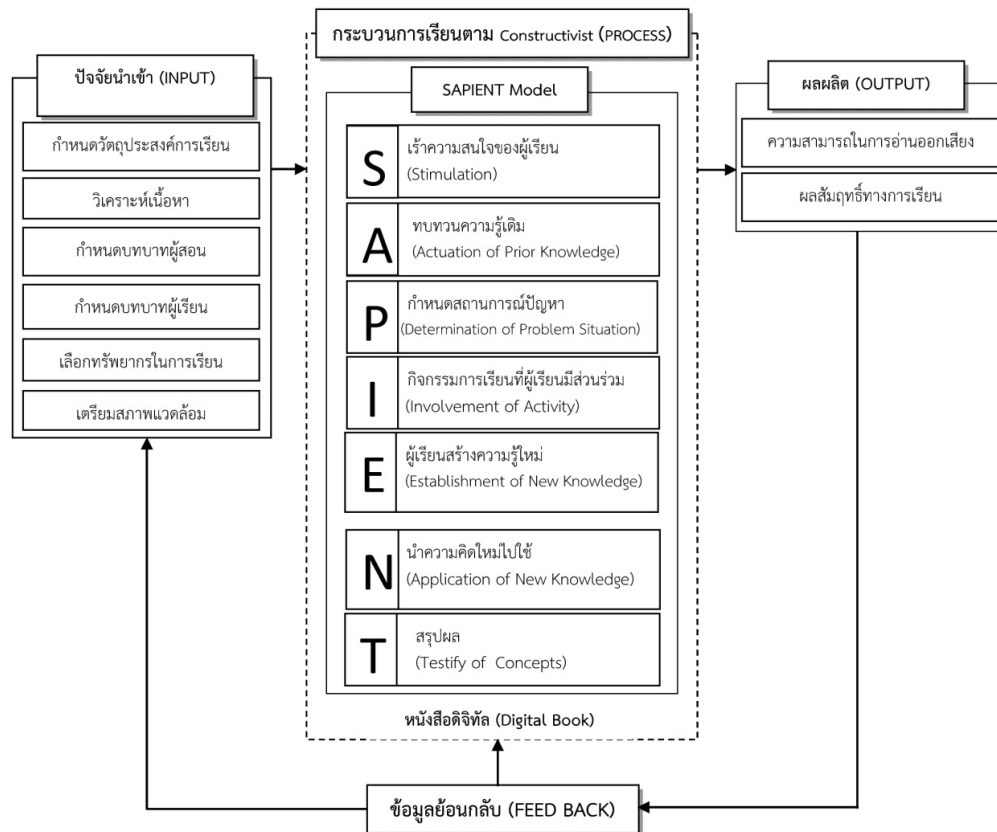 กระบวนการเรียนตาม Constructivist (PROCESS)
ปัจจัยนำเข้า (INPUT)
กำหนดวัตถุประสงค์การเรียน
วิเคราะห์เนื้อหา
กำหนดบทบาทผู้สอน
กำหนดบทบาทผู้เรียน
เลือกทรัพยากรในการเรียน
เตรียมสภาพแวดล้อม
SAPIENT Model
S
เร้าความสนใจของผู้เรียน
(Stimulation)
A
ทบทวนความรู้เดิม
(Actuation of Prior Knowledge)
P
กำหนดสถานการณ์ปัญหา
(Determination of Problem Situation)
I
กิจกรรมการเรียนที่ผู้เรียนมีส่วนร่วม
(Involvement of Activity)
E
ผู้เรียนสร้างความรู้ใหม่
(Establishment of New Knowledge)
N
นำความคิดใหม่ไปใช้
(Application of New Knowledge)
T
สรุปผล
(Testify of Concepts)
หนังสือดิจิทัล (Digital Book)
ผลผลิต (OUTPUT)
ความสามารถในการอ่านออกเสียง
ผลสัมฤทธิ์ทางการเรียน
ข้อมูลย้อนกลับ (FEED BACK)